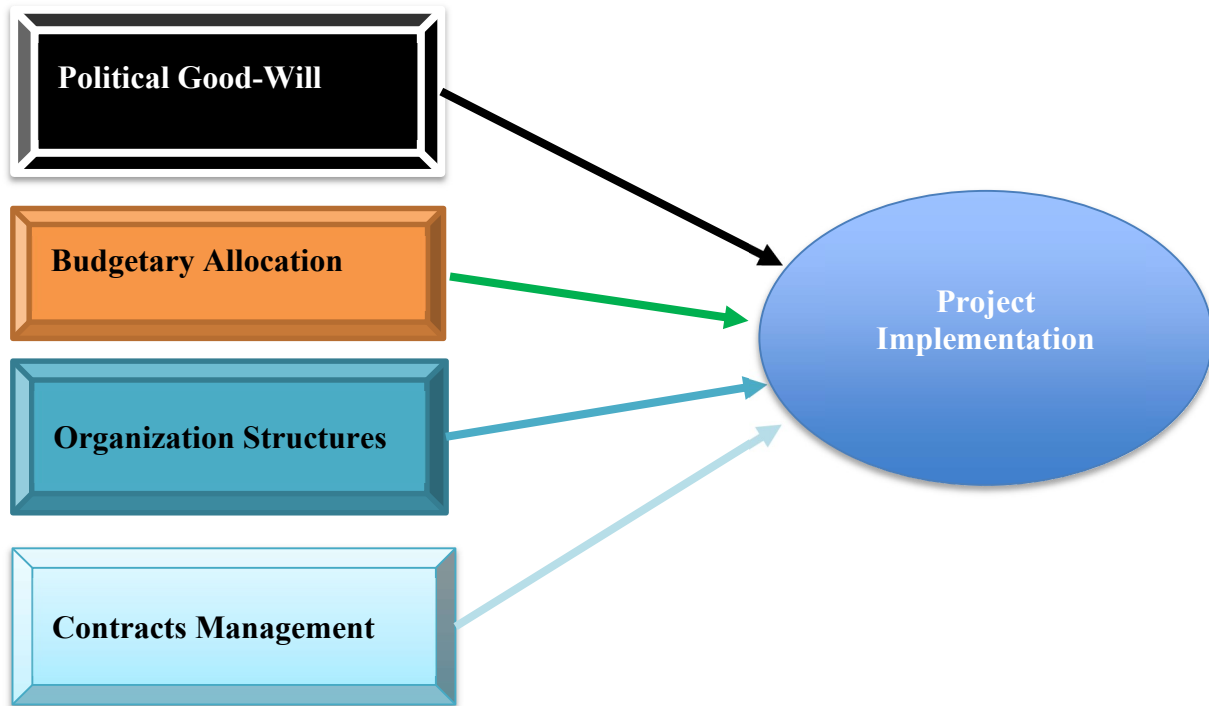 Political Good-Will
Budgetary Allocation
Organization Structures
Contracts Management
Project
Implementation